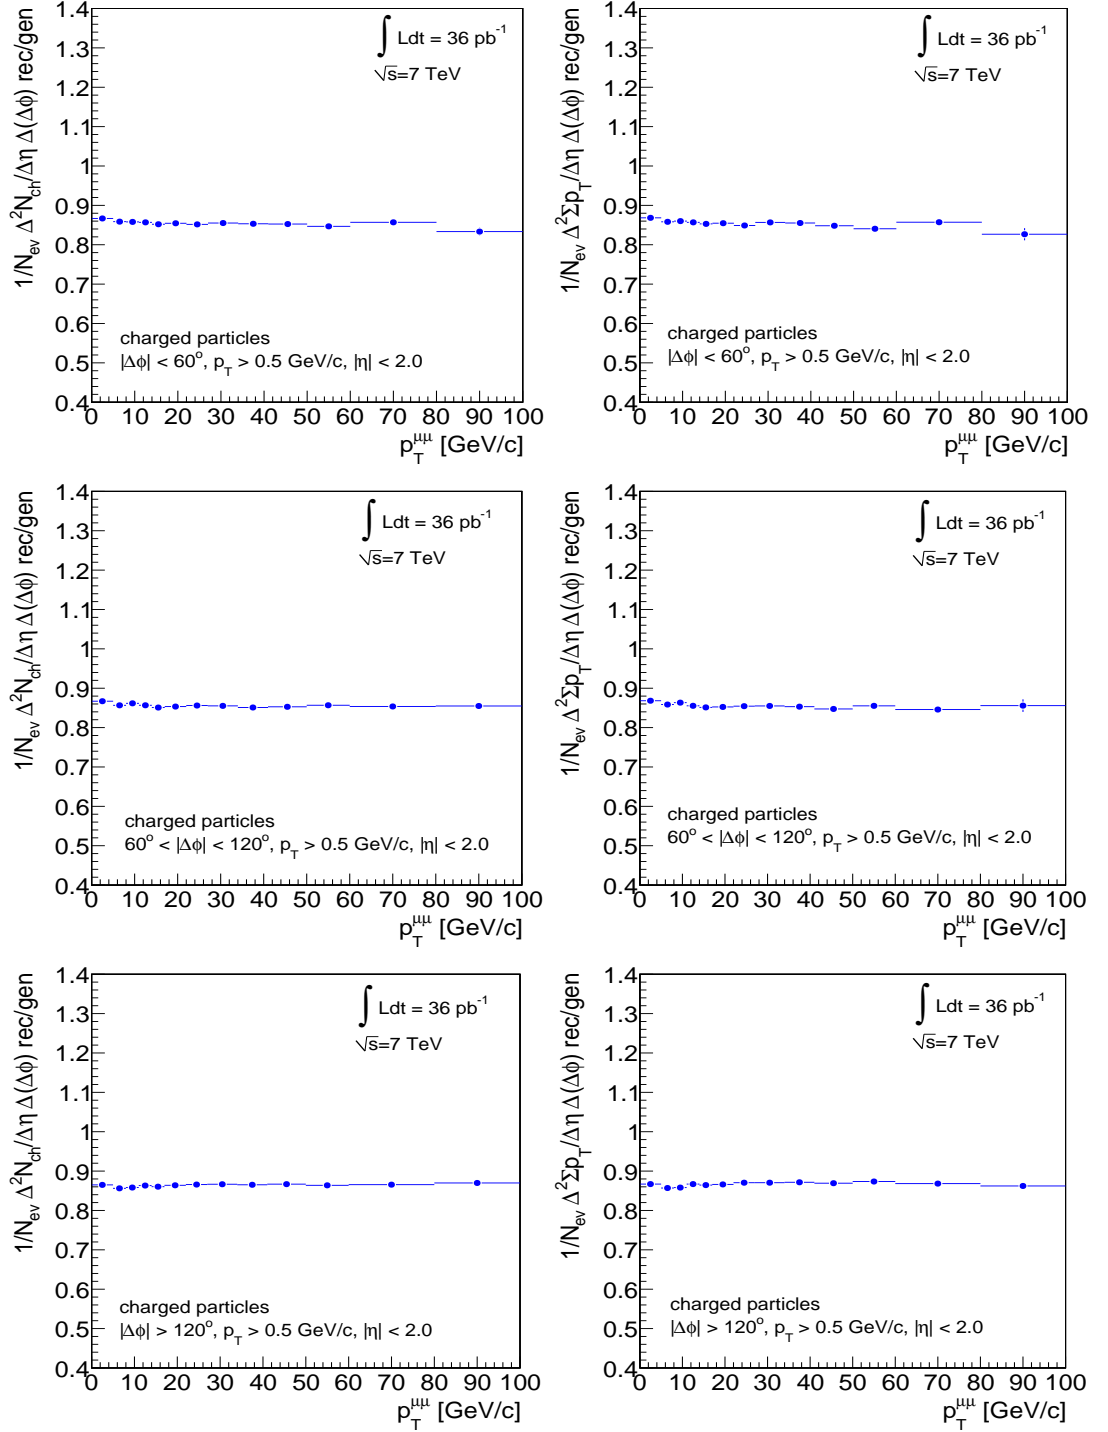 1/N_ev Δ²N_ch/Δη Δ(Δϕ) rec/gen
1.4
1.3
1.2
1.1
1
0.9
0.8
0.7
0.6
0.5
0.4
∫ Ldt = 36 pb⁻¹
√s=7 TeV
charged particles
|Δϕ| < 60°, p_T > 0.5 GeV/c, |η| < 2.0
0 10 20 30 40 50 60 70 80 90 100
p_T^μμ [GeV/c]
1/N_ev Δ²Σp_T/Δη Δ(Δϕ) rec/gen
1.4
1.3
1.2
1.1
1
0.9
0.8
0.7
0.6
0.5
0.4
∫ Ldt = 36 pb⁻¹
√s=7 TeV
charged particles
|Δϕ| < 60°, p_T > 0.5 GeV/c, |η| < 2.0
0 10 20 30 40 50 60 70 80 90 100
p_T^μμ [GeV/c]
1/N_ev Δ²N_ch/Δη Δ(Δϕ) rec/gen
1.4
1.3
1.2
1.1
1
0.9
0.8
0.7
0.6
0.5
0.4
∫ Ldt = 36 pb⁻¹
√s=7 TeV
charged particles
60° < |Δϕ| < 120°, p_T > 0.5 GeV/c, |η| < 2.0
0 10 20 30 40 50 60 70 80 90 100
p_T^μμ [GeV/c]
1/N_ev Δ²Σp_T/Δη Δ(Δϕ) rec/gen
1.4
1.3
1.2
1.1
1
0.9
0.8
0.7
0.6
0.5
0.4
∫ Ldt = 36 pb⁻¹
√s=7 TeV
charged particles
60° < |Δϕ| < 120°, p_T > 0.5 GeV/c, |η| < 2.0
0 10 20 30 40 50 60 70 80 90 100
p_T^μμ [GeV/c]
1/N_ev Δ²N_ch/Δη Δ(Δϕ) rec/gen
1.4
1.3
1.2
1.1
1
0.9
0.8
0.7
0.6
0.5
0.4
∫ Ldt = 36 pb⁻¹
√s=7 TeV
charged particles
|Δϕ| > 120°, p_T > 0.5 GeV/c, |η| < 2.0
0 10 20 30 40 50 60 70 80 90 100
p_T^μμ [GeV/c]
1/N_ev Δ²Σp_T/Δη Δ(Δϕ) rec/gen
1.4
1.3
1.2
1.1
1
0.9
0.8
0.7
0.6
0.5
0.4
∫ Ldt = 36 pb⁻¹
√s=7 TeV
charged particles
|Δϕ| > 120°, p_T > 0.5 GeV/c, |η| < 2.0
0 10 20 30 40 50 60 70 80 90 100
p_T^μμ [GeV/c]